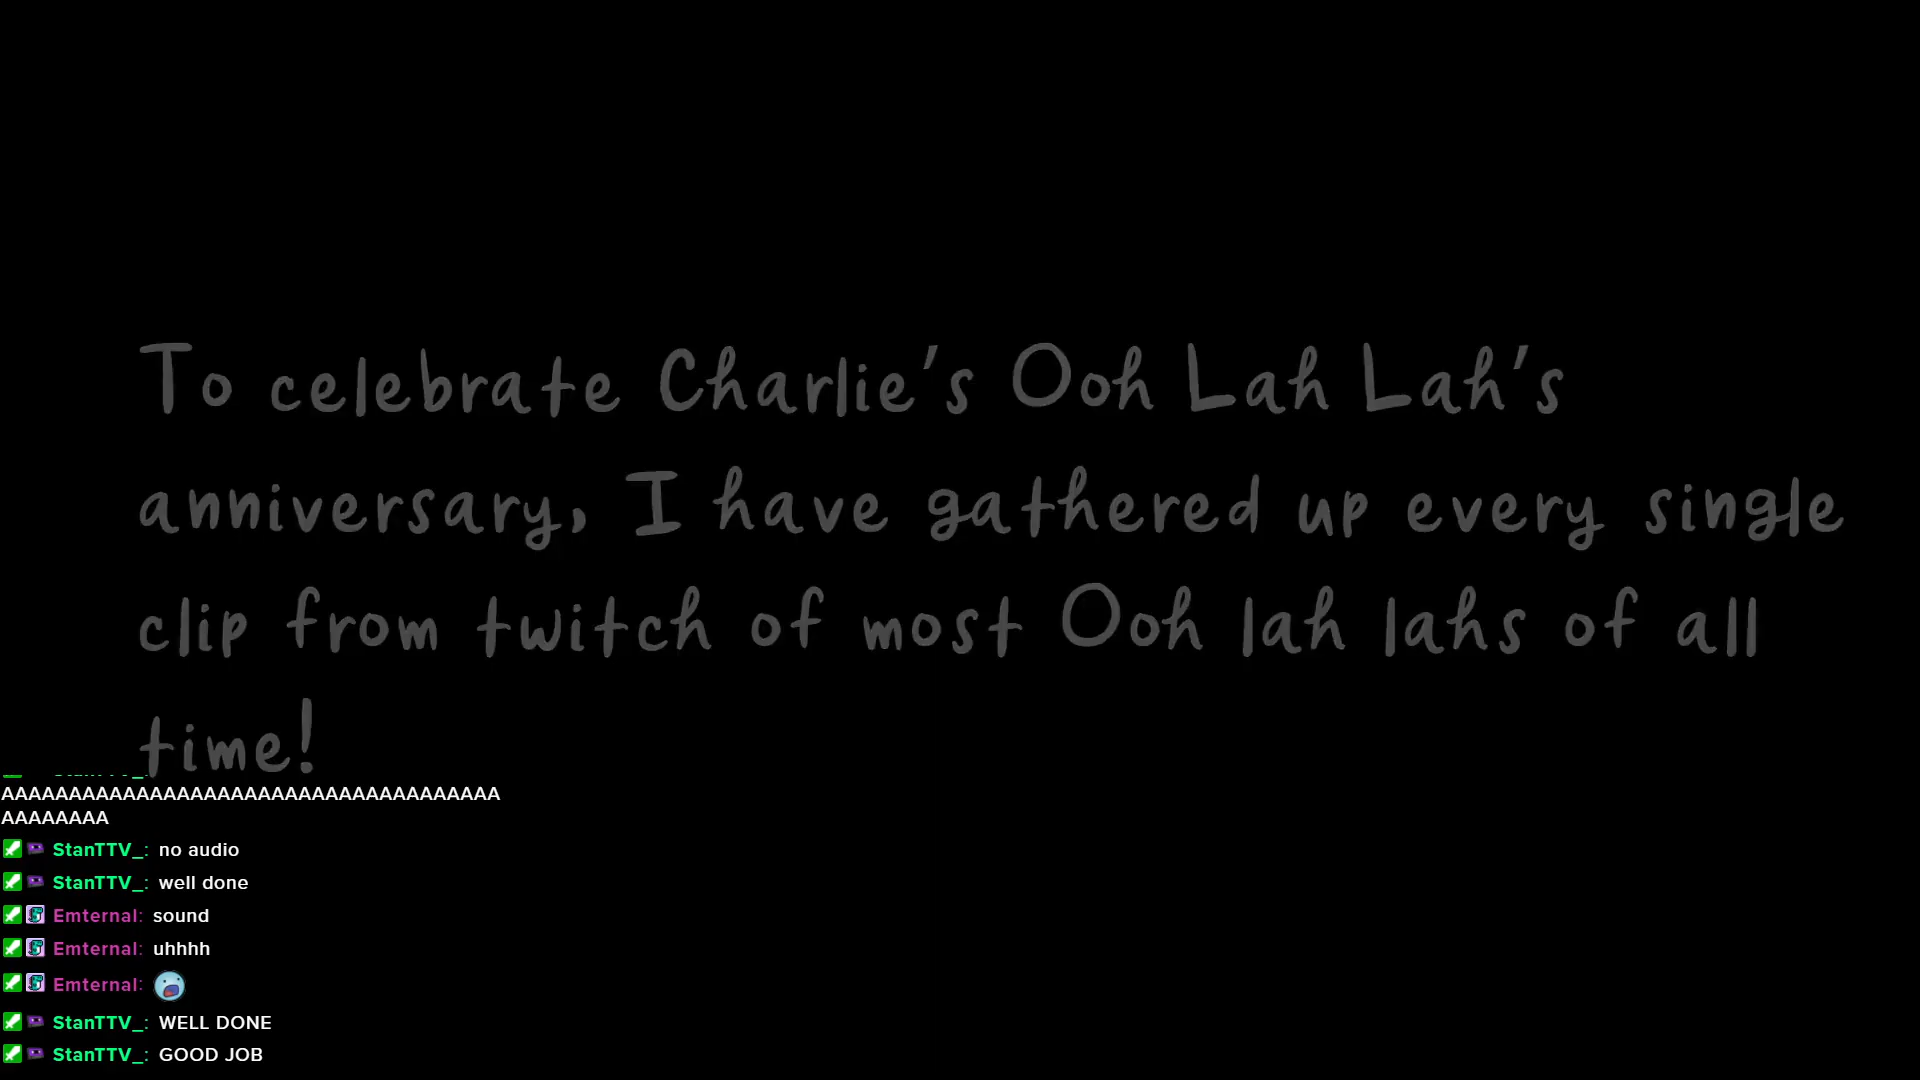 To celebrate Charlie's Ooh Lah Lah's
anniversary, I have gathered up every single
clip from twitch of most Ooh lah lahs of all
time!
AAAAAAAAAAAAAAAAAAAAAAAAAAAAAAAAAAAAA
AAAAAAAA
StanTTV_: no audio
StanTTV_: well done
Emternal: sound
Emternal: uhhhh
Emternal:
StanTTV_: WELL DONE
StanTTV_: GOOD JOB